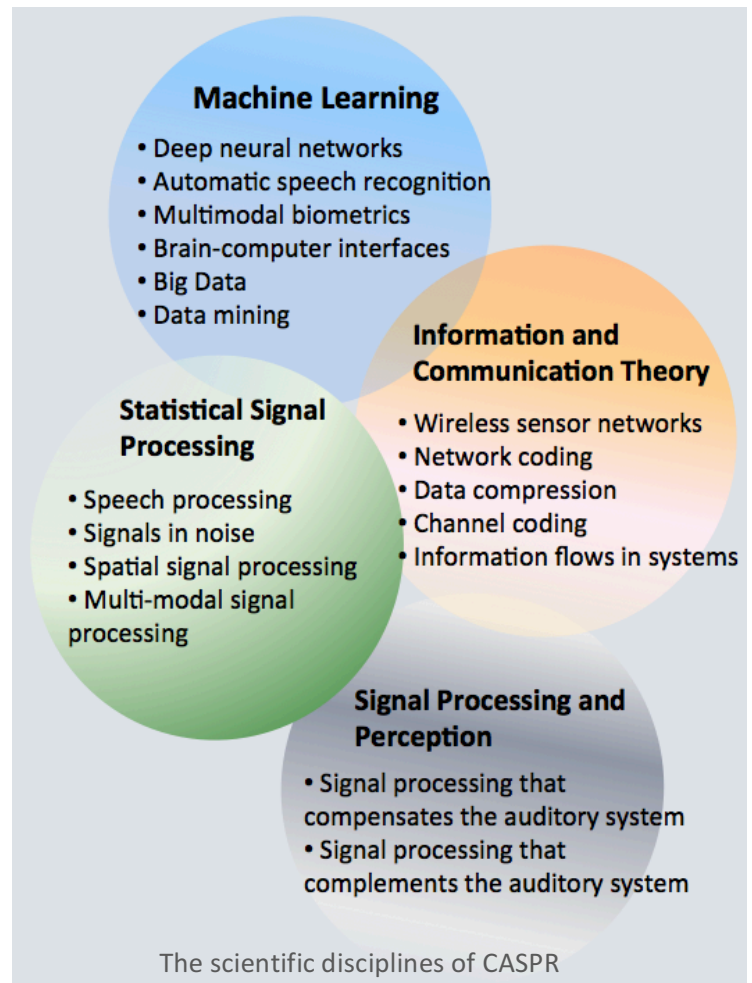 Machine Learning
• Deep neural networks
• Automatic speech recognition
• Multimodal biometrics
• Brain-computer interfaces
• Big Data
• Data mining
Information and
Communication Theory
• Wireless sensor networks
• Network coding
• Data compression
• Channel coding
• Information flows in systems
Statistical Signal
Processing
• Speech processing
• Signals in noise
• Spatial signal processing
• Multi-modal signal
processing
Signal Processing and
Perception
• Signal processing that
compensates the auditory system
• Signal processing that
complements the auditory system
The scientific disciplines of CASPR